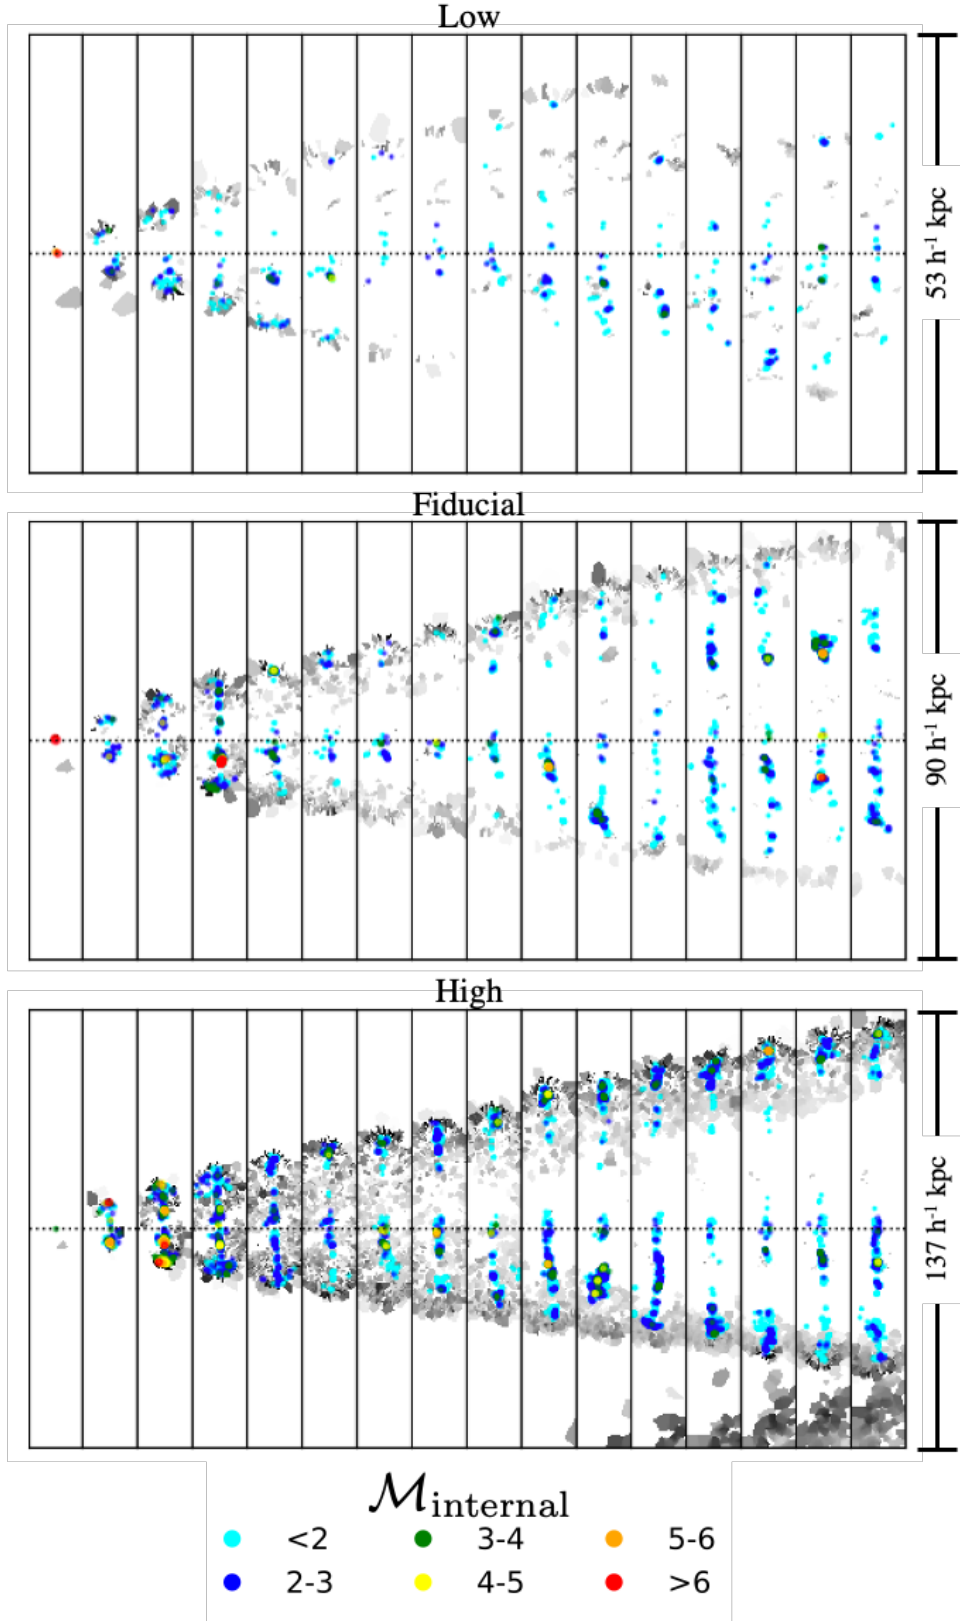 Low
53 h⁻¹ kpc
Fiducial
90 h⁻¹ kpc
High
137 h⁻¹ kpc
ℳinternal
<2
3-4
5-6
2-3
4-5
>6